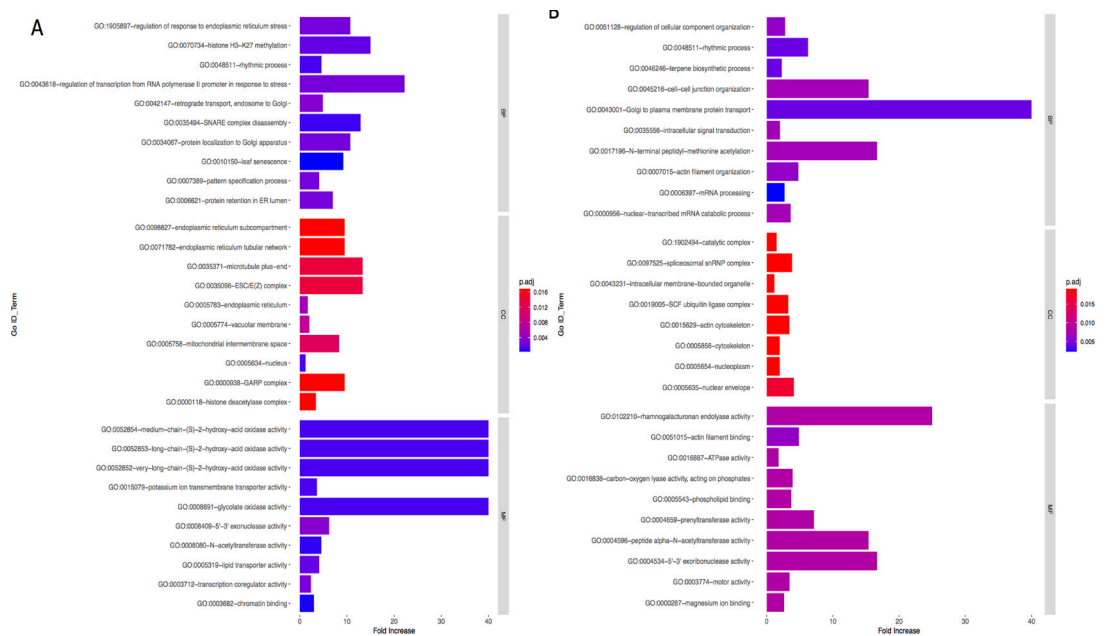 A
GO:1905897–regulation of response to endoplasmic reticulum stress
GO:0070734–histone H3–K27 methylation
GO:0048511–rhythmic process
GO:0043618–regulation of transcription from RNA polymerase II promoter in response to stress
GO:0042147–retrograde transport, endosome to Golgi
GO:0035494–SNARE complex disassembly
GO:0034067–protein localization to Golgi apparatus
GO:0010150–leaf senescence
GO:0007389–pattern specification process
GO:0006621–protein retention in ER lumen
BP
GO:0098827–endoplasmic reticulum subcompartment
GO:0071782–endoplasmic reticulum tubular network
GO:0035371–microtubule plus–end
GO:0035098–ESC/E(Z) complex
GO:0005783–endoplasmic reticulum
GO:0005774–vacuolar membrane
GO:0005758–mitochondrial intermembrane space
GO:0005634–nucleus
GO:0000938–GARP complex
GO:0000118–histone deacetylase complex
CC
GO:0052854–medium–chain–(S)–2–hydroxy–acid oxidase activity
GO:0052853–long–chain–(S)–2–hydroxy–acid oxidase activity
GO:0052852–very–long–chain–(S)–2–hydroxy–acid oxidase activity
GO:0015079–potassium ion transmembrane transporter activity
GO:0008891–glycolate oxidase activity
GO:0008409–5'–3' exonuclease activity
GO:0008080–N–acetyltransferase activity
GO:0005319–lipid transporter activity
GO:0003712–transcription coregulator activity
GO:0003682–chromatin binding
MF
Go ID_Term
0 10 20 30 40
Fold Increase
p.adj
0.016
0.012
0.008
0.004
GO:0051128–regulation of cellular component organization
GO:0048511–rhythmic process
GO:0046246–terpene biosynthetic process
GO:0045216–cell–cell junction organization
GO:0043001–Golgi to plasma membrane protein transport
GO:0035556–intracellular signal transduction
GO:0017196–N–terminal peptidyl–methionine acetylation
GO:0007015–actin filament organization
GO:0006397–mRNA processing
GO:0000956–nuclear–transcribed mRNA catabolic process
BP
GO:1902494–catalytic complex
GO:0097525–spliceosomal snRNP complex
GO:0043231–intracellular membrane–bounded organelle
GO:0019005–SCF ubiquitin ligase complex
GO:0015629–actin cytoskeleton
GO:0005856–cytoskeleton
GO:0005654–nucleoplasm
GO:0005635–nuclear envelope
CC
GO:0102210–rhamnogalacturonan endolyase activity
GO:0051015–actin filament binding
GO:0016887–ATPase activity
GO:0016838–carbon–oxygen lyase activity, acting on phosphates
GO:0005543–phospholipid binding
GO:0004659–prenyltransferase activity
GO:0004596–peptide alpha–N–acetyltransferase activity
GO:0004534–5'–3' exoribonuclease activity
GO:0003774–motor activity
GO:0000287–magnesium ion binding
MF
Go ID_Term
0 10 20 30 40
Fold Increase
p.adj
0.015
0.010
0.005